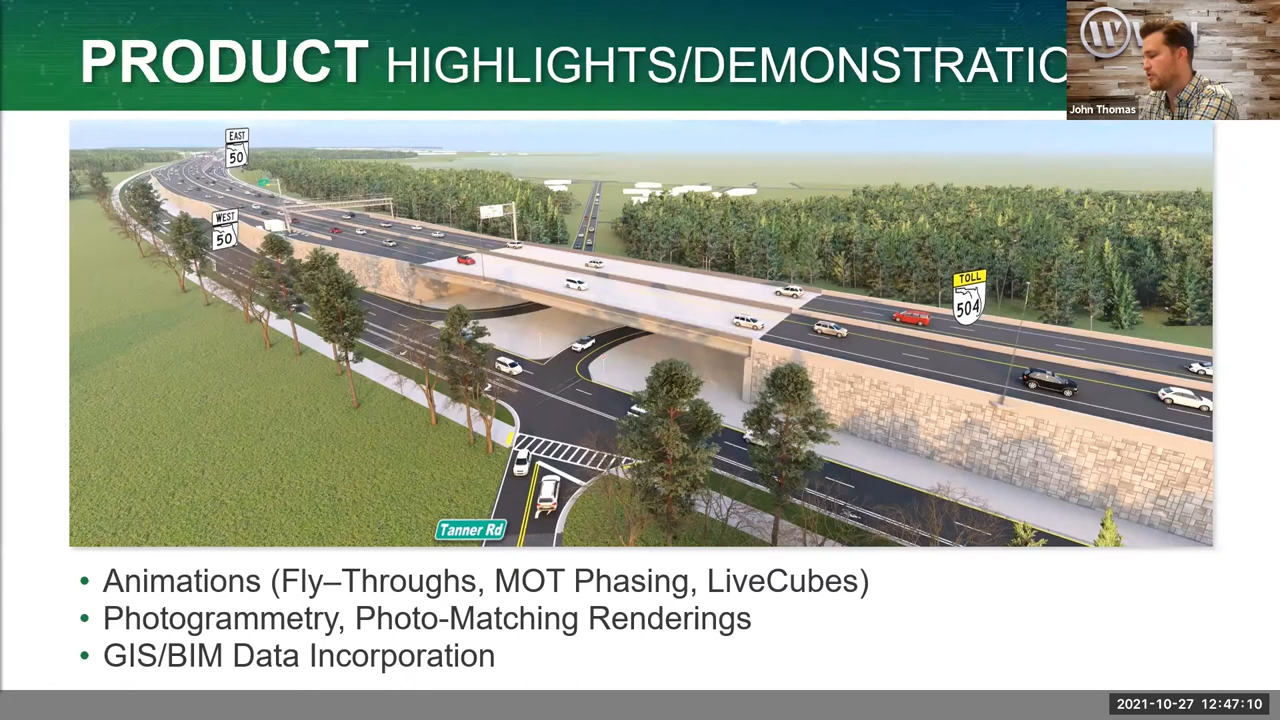 PRODUCT HIGHLIGHTS/DEMONSTRATIO
John Thomas
EAST
50
WEST
50
TOLL
504
Tanner Rd
• Animations (Fly–Throughs, MOT Phasing, LiveCubes)
• Photogrammetry, Photo-Matching Renderings
• GIS/BIM Data Incorporation
2021-10-27 12:47:10